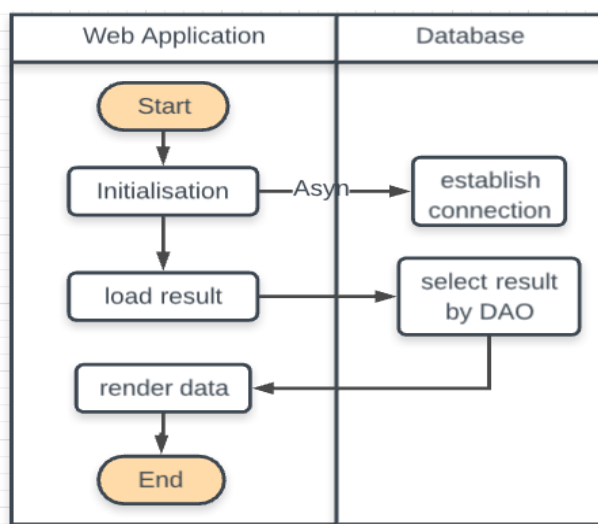 Web Application
Database
Start
Initialisation
Asyn
establish
connection
load result
select result
by DAO
render data
End